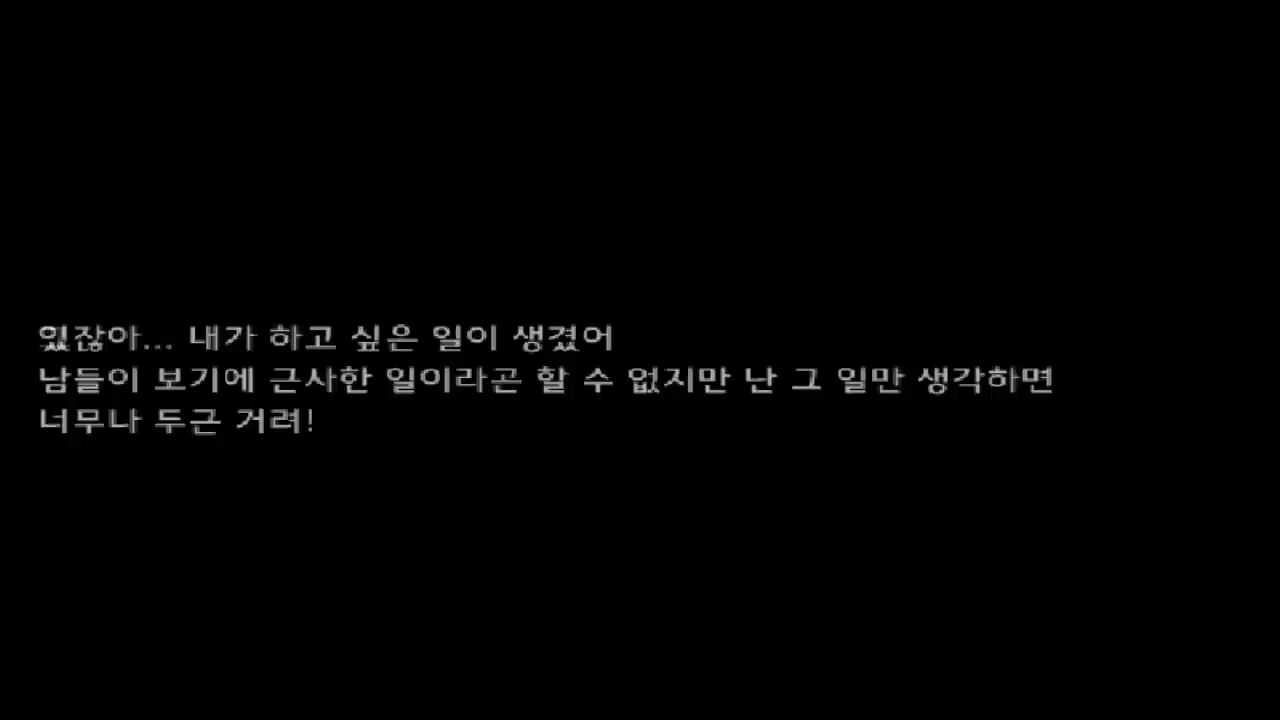 있잖아... 내가 하고 싶은 일이 생겼어
남들이 보기에 근사한 일이라곤 할 수 없지만 난 그 일만 생각하면
너무나 두근 거려!